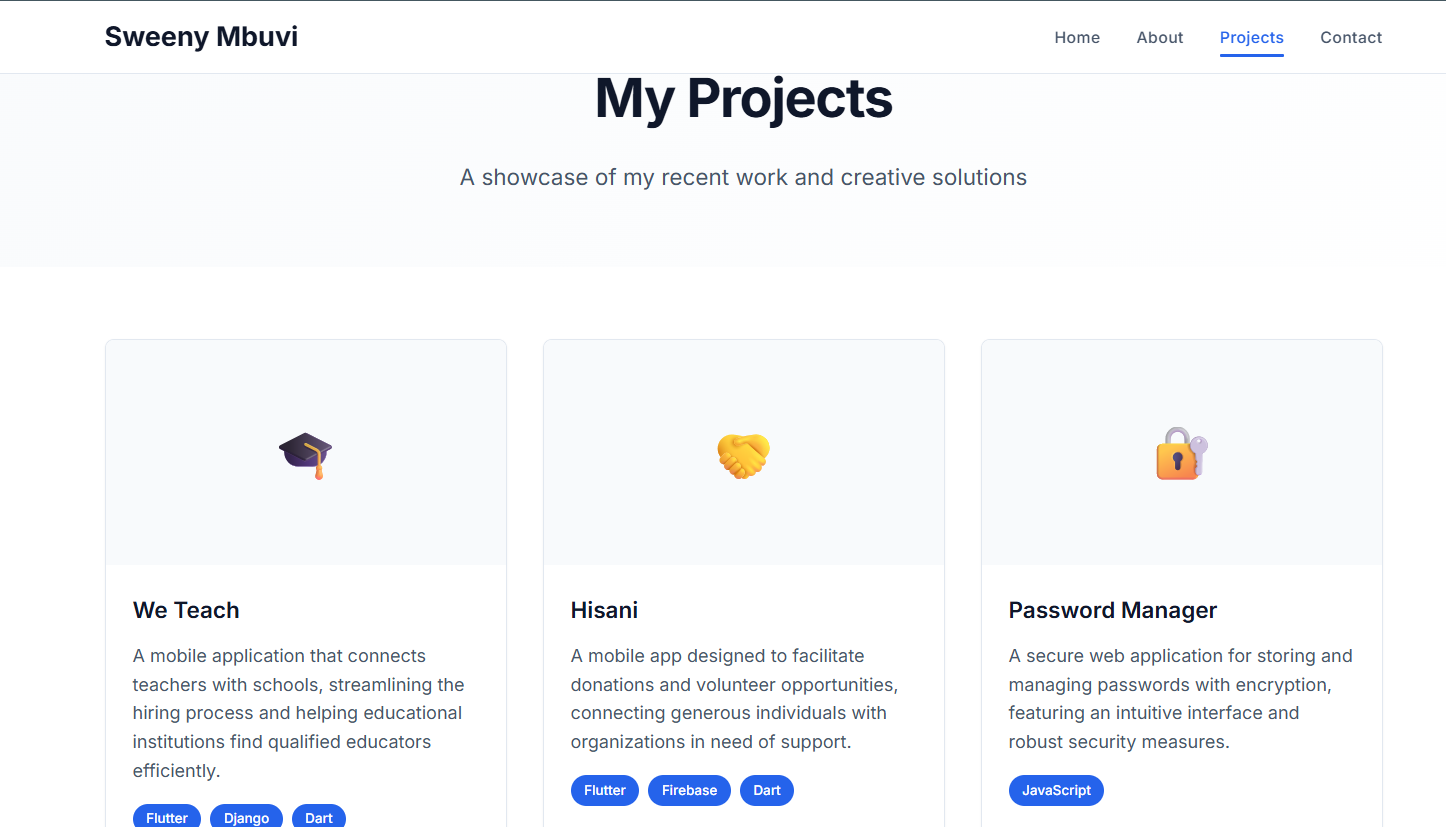 Sweeny Mbuvi
Home About Projects Contact
My Projects
A showcase of my recent work and creative solutions
We Teach
A mobile application that connects
teachers with schools, streamlining the
hiring process and helping educational
institutions find qualified educators
efficiently.
Flutter Django Dart
Hisani
A mobile app designed to facilitate
donations and volunteer opportunities,
connecting generous individuals with
organizations in need of support.
Flutter Firebase Dart
Password Manager
A secure web application for storing and
managing passwords with encryption,
featuring an intuitive interface and
robust security measures.
JavaScript